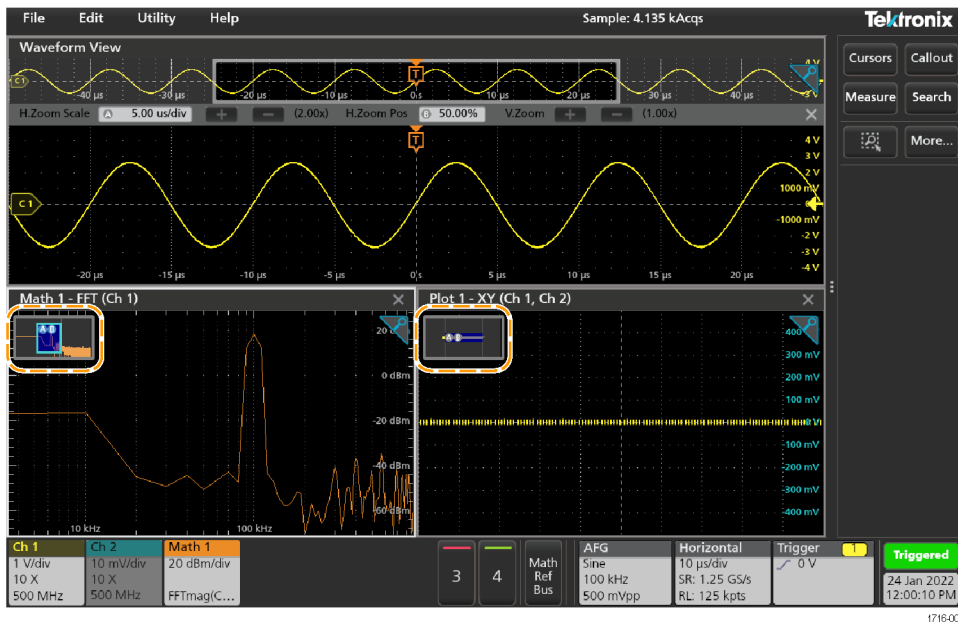 File Edit Utility Help Sample: 4.135 kAcqs Tektronix
Waveform View
Cursors Callout
Measure Search
More...
C1
T
-40 µs -30 µs -20 µs -10 µs 0 s 10 µs 20 µs 30 µs 40 µs
H.Zoom Scale A 5.00 us/div + - (2.00x) H.Zoom Pos B 50.00% V.Zoom + - (1.00x)
T
4 V
3 V
2 V
1000 mV
C 1
-1000 mV
-2 V
-3 V
-4 V
-20 µs -15 µs -10 µs -5 µs 0 s 5 µs 10 µs 15 µs 20 µs
Math 1 - FFT (Ch 1)
A B
0 dBm
-20 dBm
-40 dBm
-60 dBm
10 kHz 100 kHz
Plot 1 - XY (Ch 1, Ch 2)
A B
300 mV
200 mV
100 mV
-100 mV
-200 mV
-300 mV
-400 mV
Ch 1
1 V/div
10 X
500 MHz
Ch 2
10 mV/div
10 X
500 MHz
Math 1
20 dBm/div
FFTmag(C...
3
4
Math
Ref
Bus
AFG
Sine
100 kHz
500 mVpp
Horizontal
10 µs/div
SR: 1.25 GS/s
RL: 125 kpts
Trigger 1
0 V
Triggered
24 Jan 2022
12:00:10 PM